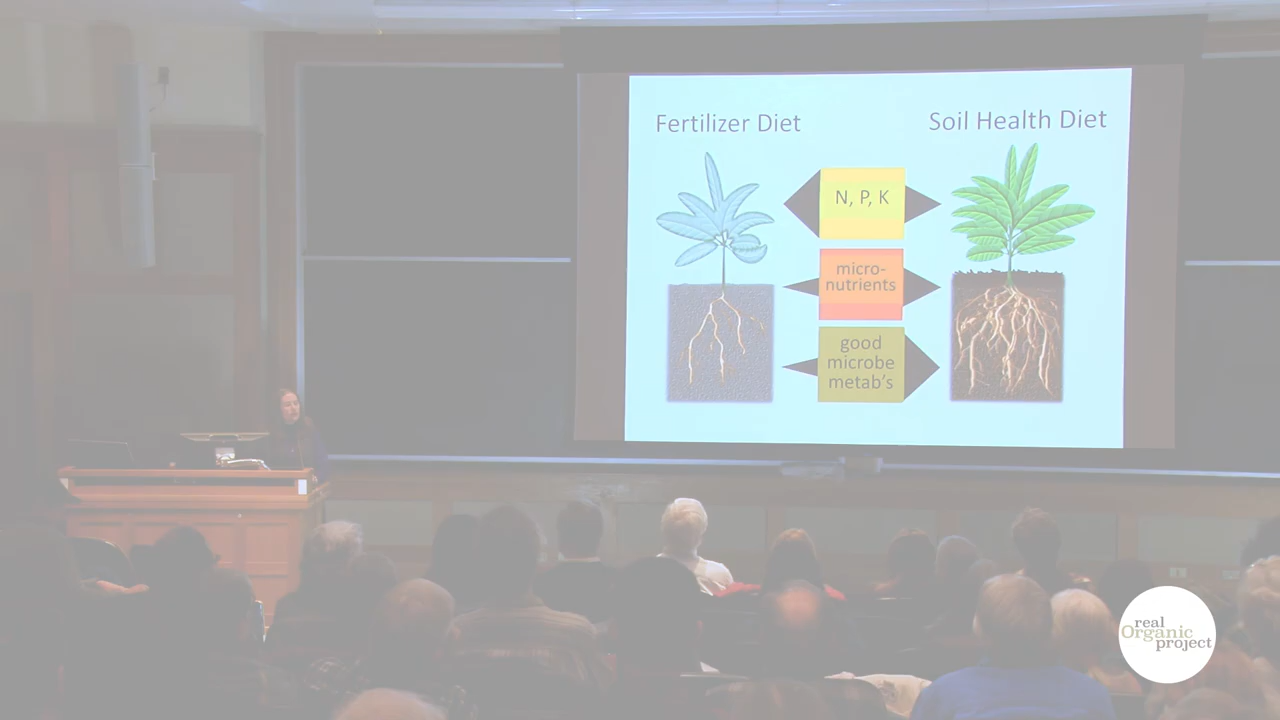 Fertilizer Diet
Soil Health Diet
N, P, K
micro-
nutrients
good
microbe
metab's
real
Organic
project